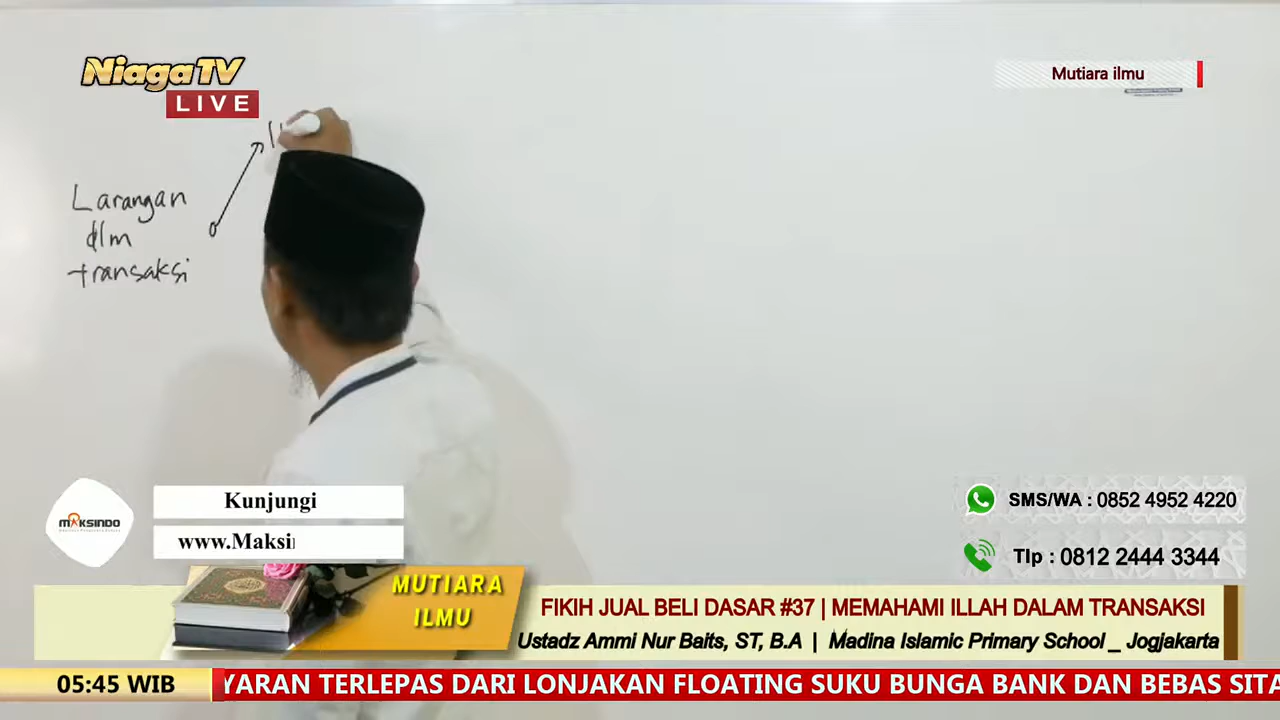 NiagaTV
LIVE
Mutiara ilmu
Larangan
dlm
transaksi
MAKSINDO
Kunjungi
www.Maksi
SMS/WA : 0852 4952 4220
Tlp : 0812 2444 3344
MUTIARA
ILMU
FIKIH JUAL BELI DASAR #37 | MEMAHAMI ILLAH DALAM TRANSAKSI
Ustadz Ammi Nur Baits, ST, B.A | Madina Islamic Primary School _ Jogjakarta
05:45 WIB
YARAN TERLEPAS DARI LONJAKAN FLOATING SUKU BUNGA BANK DAN BEBAS SITA